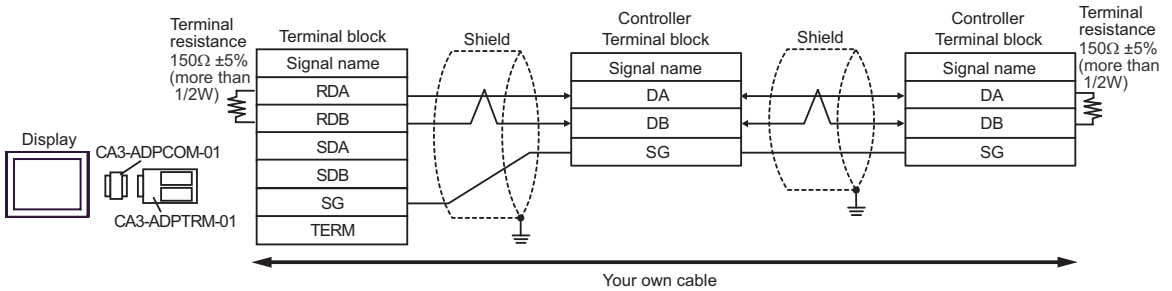 Terminal
resistance
150Ω ±5%
(more than
1/2W)
Terminal block
Signal name
RDA
RDB
SDA
SDB
SG
TERM
Shield
Controller
Terminal block
Signal name
DA
DB
SG
Shield
Controller
Terminal block
Signal name
DA
DB
SG
Terminal
resistance
150Ω ±5%
(more than
1/2W)
Display
CA3-ADPCOM-01
CA3-ADPTRM-01
Your own cable